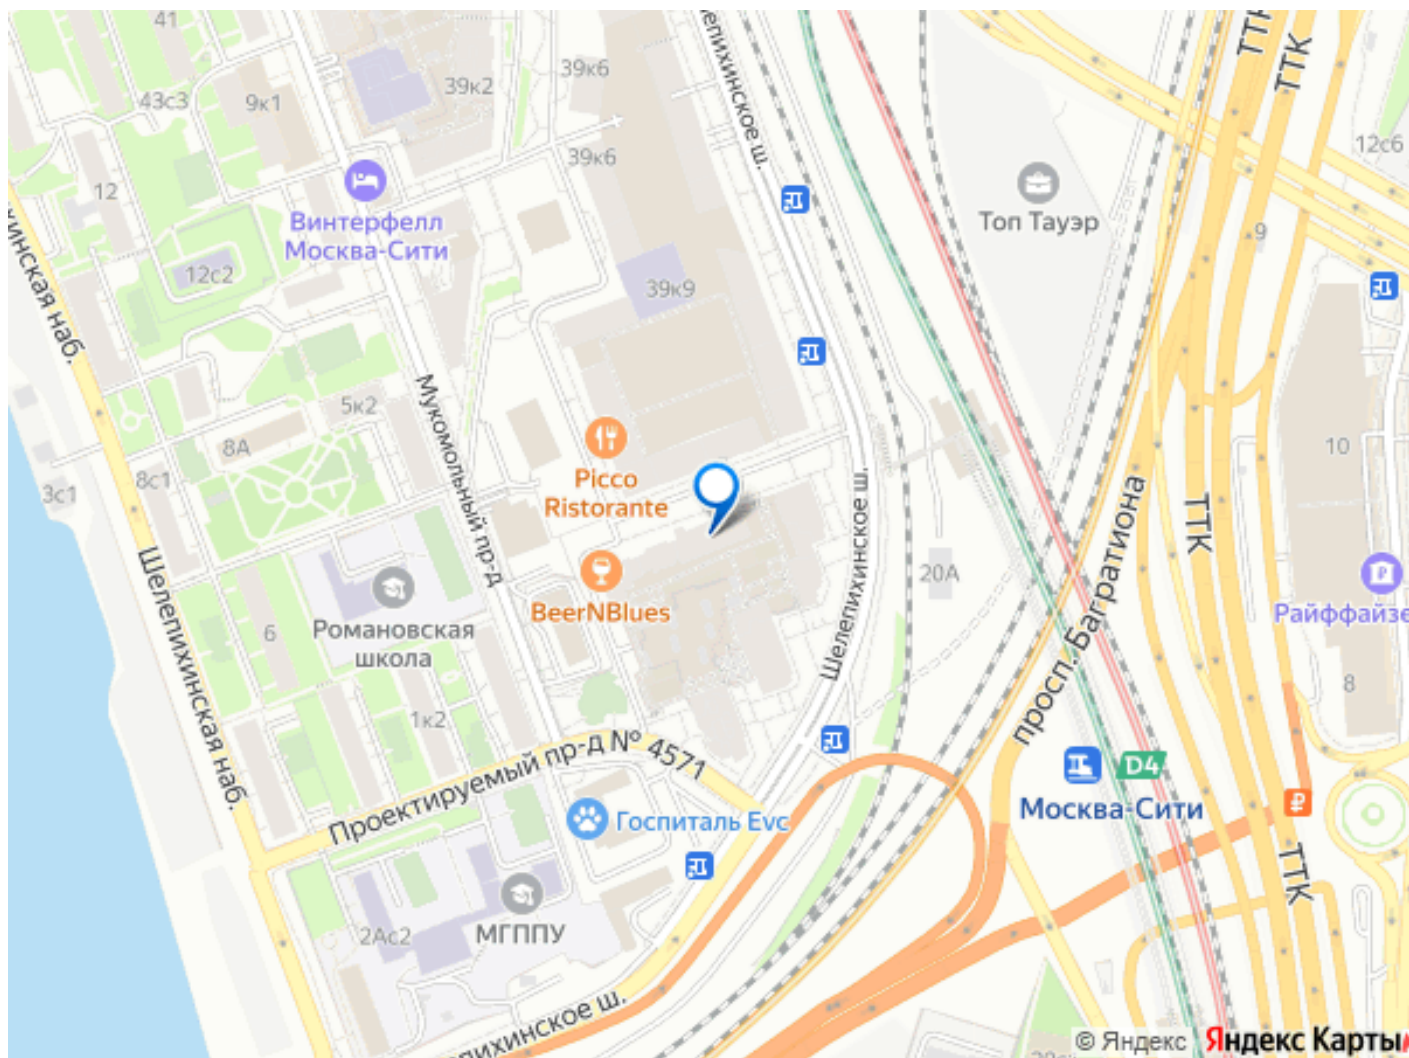 41
39к6
Шелепихинское ш.
ТТК
ТТК
43с3
9к1
39к2
39к6
12с6
12
Винтерфелл
Москва-Сити
Топ Тауэр
9
хинская наб.
12с2
39к9
Мукомольный пр-д
5к2
8А
Picco
Ristorante
10
3с1
8с1
Шелепихинское ш.
просп. Багратиона
ТТК
20А
BeerNBlues
Райффайзе
Шелепихинская наб.
6
Романовская
школа
8
1к2
Проектируемый пр-д № 4571
D4
Москва-Сити
Госпиталь Evc
ТТК
2Ас2
МГППУ
лепихинское ш.
© Яндекс Яндекс Карты